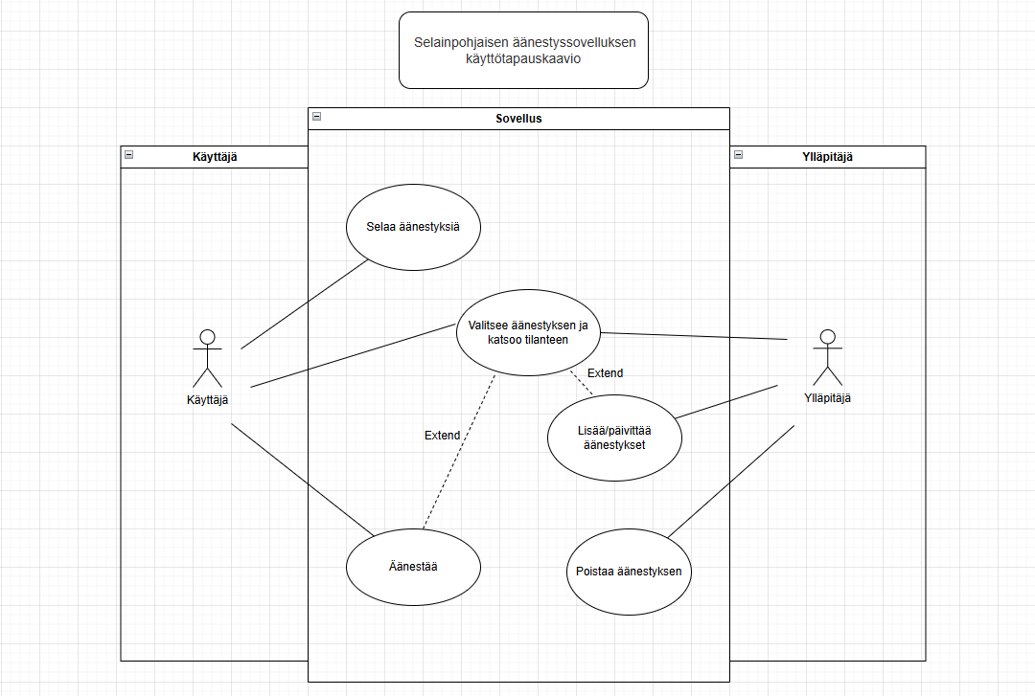 Selainpohjaisen äänestyssovelluksen
käyttötapauskaavio
Sovellus
Käyttäjä
Ylläpitäjä
Selaa äänestyksiä
Valitsee äänestyksen ja
katsoo tilanteen
Extend
Käyttäjä
Ylläpitäjä
Lisää/päivittää
äänestykset
Extend
Äänestää
Poistaa äänestyksen